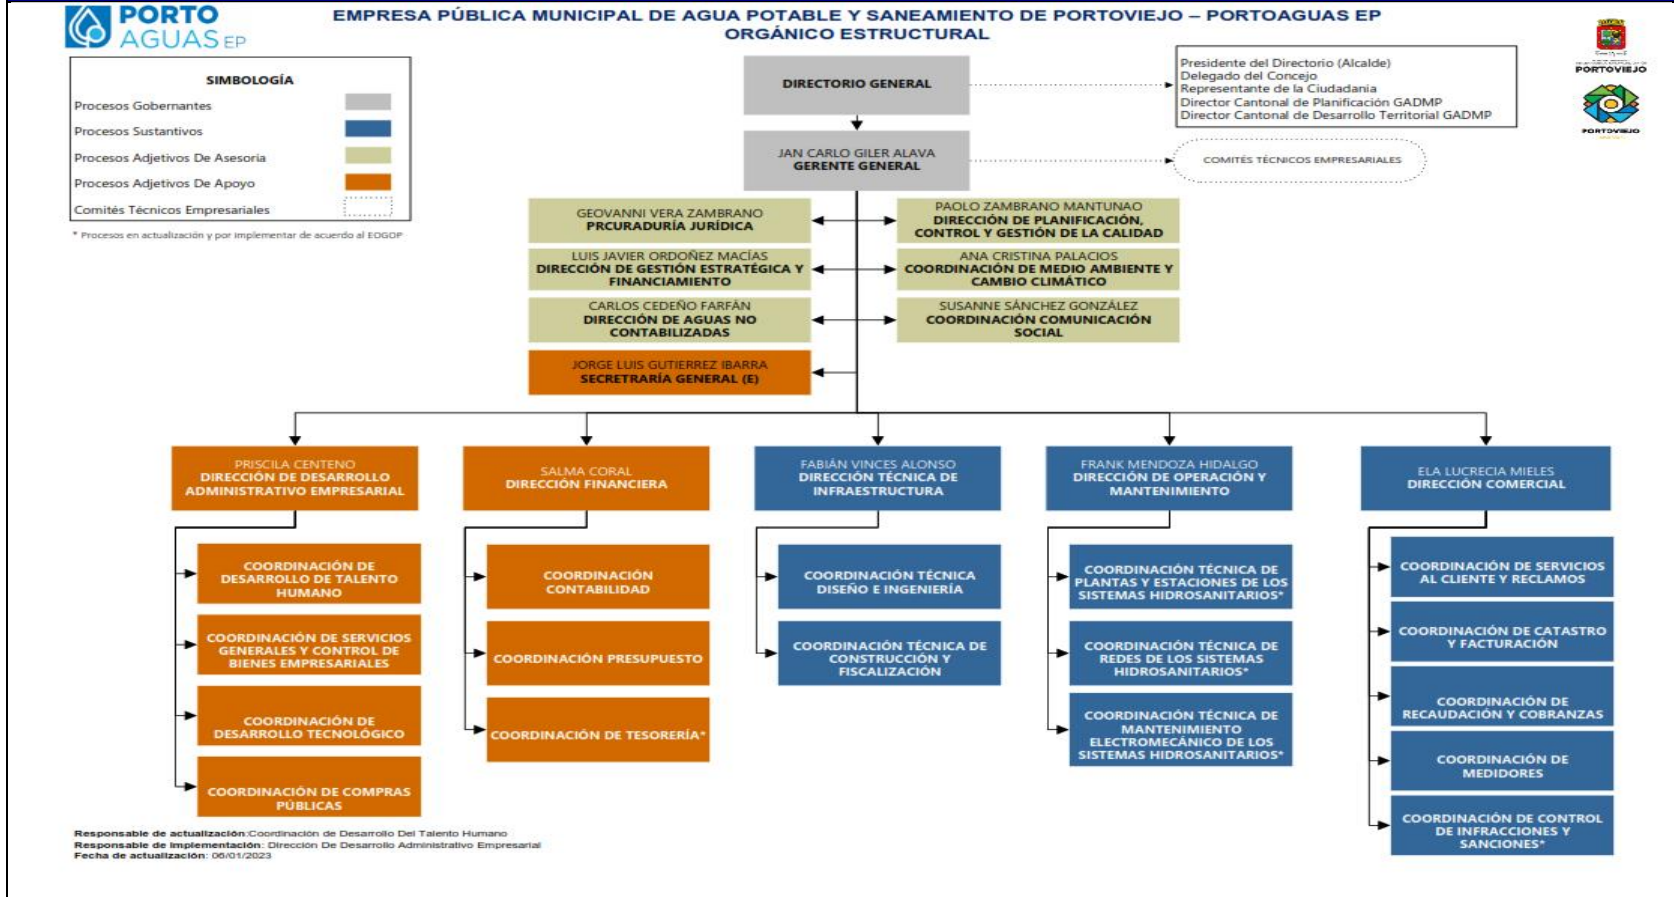 PORTO
AGUAS EP
EMPRESA PÚBLICA MUNICIPAL DE AGUA POTABLE Y SANEAMIENTO DE PORTOVIEJO – PORTOAGUAS EP
ORGÁNICO ESTRUCTURAL
PORTOVIEJO
PORTOVIEJO
SIMBOLOGÍA
Procesos Gobernantes
Procesos Sustantivos
Procesos Adjetivos De Asesoria
Procesos Adjetivos De Apoyo
Comités Técnicos Empresariales
* Procesos en actualización y por implementar de acuerdo al EOGOP
DIRECTORIO GENERAL
Presidente del Directorio (Alcalde)
Delegado del Concejo
Representante de la Ciudadania
Director Cantonal de Planificación GADMP
Director Cantonal de Desarrollo Territorial GADMP
JAN CARLO GILER ALAVA
GERENTE GENERAL
COMITÉS TÉCNICOS EMPRESARIALES
GEOVANNI VERA ZAMBRANO
PRCURADURÍA JURÍDICA
PAOLO ZAMBRANO MANTUNAO
DIRECCIÓN DE PLANIFICACIÓN,
CONTROL Y GESTIÓN DE LA CALIDAD
LUIS JAVIER ORDOÑEZ MACÍAS
DIRECCIÓN DE GESTIÓN ESTRATÉGICA Y
FINANCIAMIENTO
ANA CRISTINA PALACIOS
COORDINACIÓN DE MEDIO AMBIENTE Y
CAMBIO CLIMÁTICO
CARLOS CEDEÑO FARFÁN
DIRECCIÓN DE AGUAS NO
CONTABILIZADAS
SUSANNE SÁNCHEZ GONZÁLEZ
COORDINACIÓN COMUNICACIÓN
SOCIAL
JORGE LUIS GUTIERREZ IBARRA
SECRETRARÍA GENERAL (E)
PRISCILA CENTENO
DIRECCIÓN DE DESARROLLO
ADMINISTRATIVO EMPRESARIAL
COORDINACIÓN DE
DESARROLLO DE TALENTO
HUMANO
COORDINACIÓN DE SERVICIOS
GENERALES Y CONTROL DE
BIENES EMPRESARIALES
COORDINACIÓN DE
DESARROLLO TECNOLÓGICO
COORDINACIÓN DE COMPRAS
PÚBLICAS
SALMA CORAL
DIRECCIÓN FINANCIERA
COORDINACIÓN
CONTABILIDAD
COORDINACIÓN PRESUPUESTO
COORDINACIÓN DE TESORERÍA*
FABIÁN VINCES ALONSO
DIRECCIÓN TÉCNICA DE
INFRAESTRUCTURA
COORDINACIÓN TÉCNICA
DISEÑO E INGENIERÍA
COORDINACIÓN TÉCNICA DE
CONSTRUCCIÓN Y
FISCALIZACIÓN
FRANK MENDOZA HIDALGO
DIRECCIÓN DE OPERACIÓN Y
MANTENIMIENTO
COORDINACIÓN TÉCNICA DE
PLANTAS Y ESTACIONES DE LOS
SISTEMAS HIDROSANITARIOS*
COORDINACIÓN TÉCNICA DE
REDES DE LOS SISTEMAS
HIDROSANITARIOS*
COORDINACIÓN TÉCNICA DE
MANTENIMIENTO
ELECTROMECÁNICO DE LOS
SISTEMAS HIDROSANITARIOS*
ELA LUCRECIA MIELES
DIRECCIÓN COMERCIAL
COORDINACIÓN DE SERVICIOS
AL CLIENTE Y RECLAMOS
COORDINACIÓN DE CATASTRO
Y FACTURACIÓN
COORDINACIÓN DE
RECAUDACIÓN Y COBRANZAS
COORDINACIÓN DE
MEDIDORES
COORDINACIÓN DE CONTROL
DE INFRACCIONES Y
SANCIONES*
Responsable de actualización:Coordinación de Desarrollo Del Talento Humano
Responsable de Implementación: Dirección De Desarrollo Administrativo Empresarial
Fecha de actualización: 06/01/2023